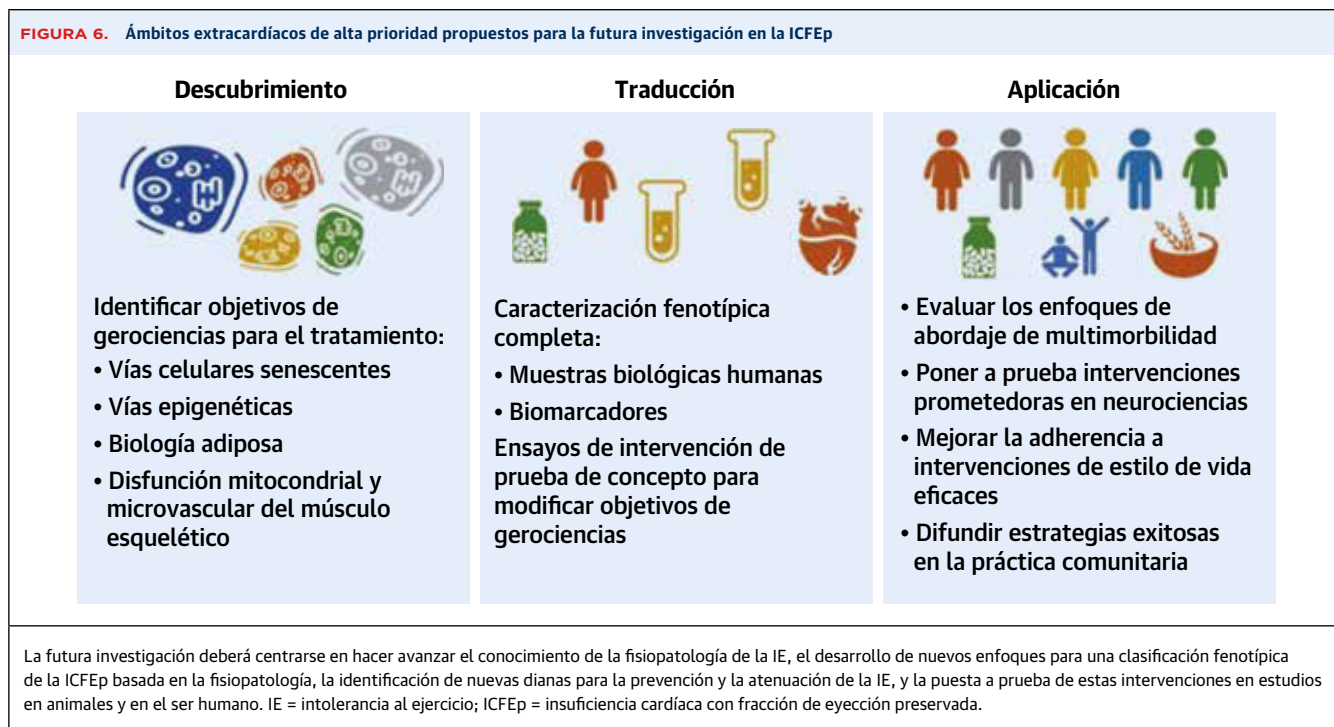 FIGURA 6. Ámbitos extracardíacos de alta prioridad propuestos para la futura investigación en la ICFEp
Descubrimiento
Identificar objetivos de
gerociencias para el tratamiento:
• Vías celulares senescentes
• Vías epigenéticas
• Biología adiposa
• Disfunción mitocondrial y
microvascular del músculo
esquelético
Traducción
Caracterización fenotípica
completa:
• Muestras biológicas humanas
• Biomarcadores
Ensayos de intervención de
prueba de concepto para
modificar objetivos de
gerociencias
Aplicación
• Evaluar los enfoques de
abordaje de multimorbilidad
• Poner a prueba intervenciones
prometedoras en neurociencias
• Mejorar la adherencia a
intervenciones de estilo de vida
eficaces
• Difundir estrategias exitosas
en la práctica comunitaria
La futura investigación deberá centrarse en hacer avanzar el conocimiento de la fisiopatología de la IE, el desarrollo de nuevos enfoques para una clasificación fenotípica
de la ICFEp basada en la fisiopatología, la identificación de nuevas dianas para la prevención y la atenuación de la IE, y la puesta a prueba de estas intervenciones en estudios
en animales y en el ser humano. IE = intolerancia al ejercicio; ICFEp = insuficiencia cardíaca con fracción de eyección preservada.